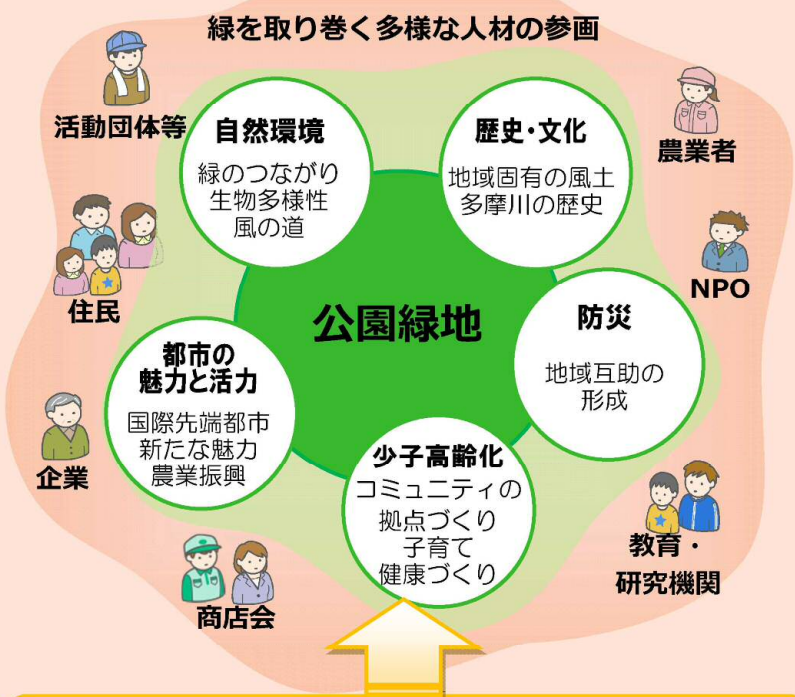 緑を取り巻く多様な人材の参画
活動団体等
自然環境
緑のつながり
生物多様性
風の道
歴史・文化
地域固有の風土
多摩川の歴史
農業者
住民
公園緑地
NPO
防災
地域互助の
形成
都市の
魅力と活力
国際先端都市
新たな魅力
農業振興
企業
少子高齢化
コミュニティの
拠点づくり
子育て
健康づくり
教育・
研究機関
商店会